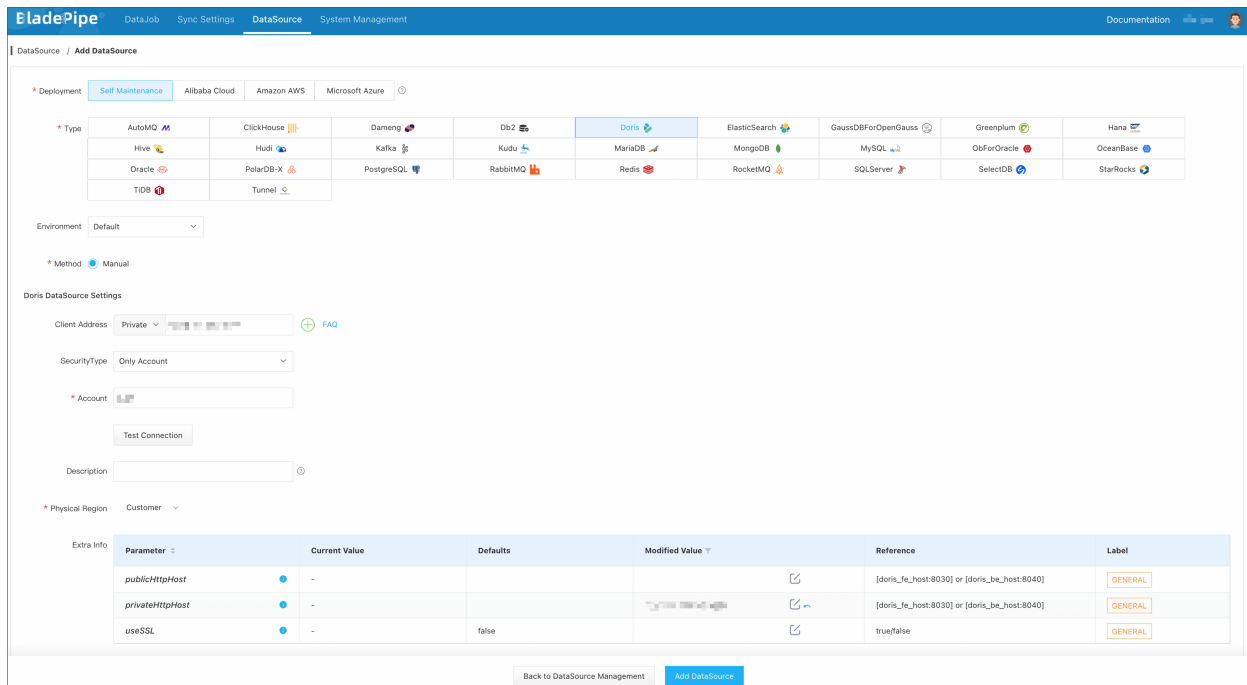 BladePipe DataJob Sync Settings DataSource System Management Documentation
DataSource / Add DataSource
* Deployment Self Maintenance Alibaba Cloud Amazon AWS Microsoft Azure
* Type AutoMQ ClickHouse Dameng Db2 Doris ElasticSearch GaussDBForOpenGauss Greenplum Hana
Hive Hudi Kafka Kudu MariaDB MongoDB MySQL ObForOracle OceanBase
Oracle PolarDB-X PostgreSQL RabbitMQ Redis RocketMQ SQLServer SelectDB StarRocks
TiDB Tunnel
Environment Default
* Method Manual
Doris DataSource Settings
Client Address Private FAQ
SecurityType Only Account
* Account
Test Connection
Description
* Physical Region Customer
Extra Info Parameter Current Value Defaults Modified Value Reference Label
publicHttpHost - [doris_fe_host:8030] or [doris_be_host:8040] GENERAL
privateHttpHost - [doris_fe_host:8030] or [doris_be_host:8040] GENERAL
useSSL - false true/false GENERAL
Back to DataSource Management Add DataSource